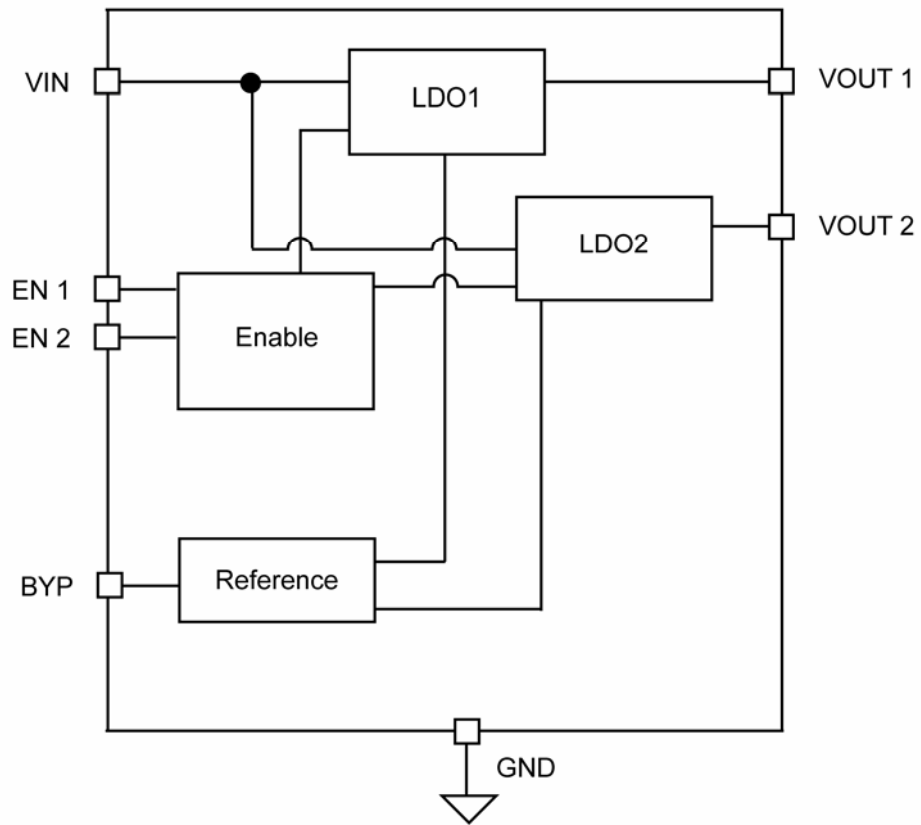 VIN
LDO1
VOUT 1
LDO2
VOUT 2
EN 1
EN 2
Enable
BYP
Reference
GND